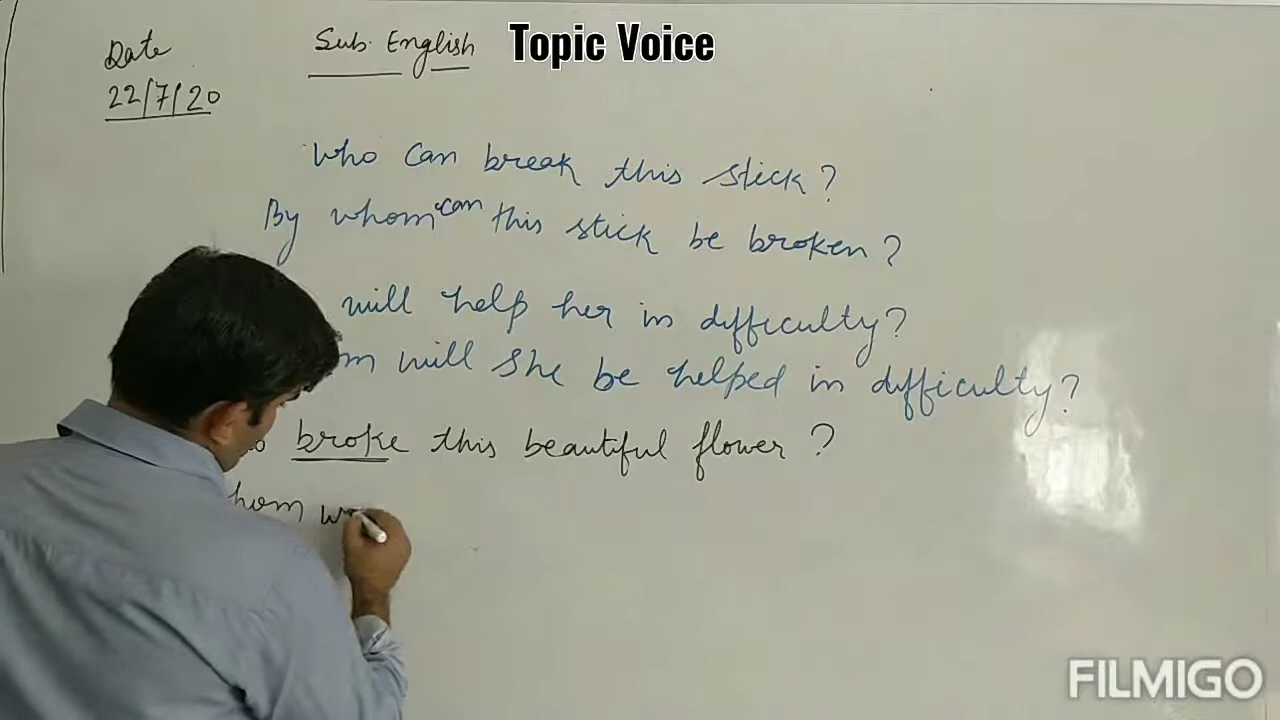 Date
22/7/20
Sub. English
Topic Voice
Who can break this stick?
By whom can this stick be broken?
will help her in difficulty?
will she be helped in difficulty?
broke this beautiful flower?
FILMIGO